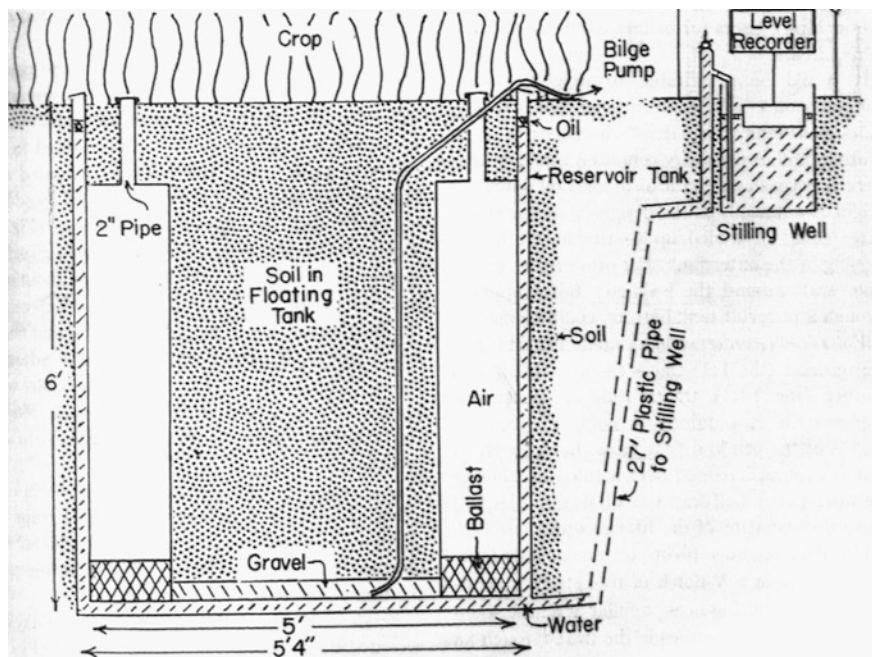 Crop
Level
Recorder
Bilge
Pump
Oil
Reservoir Tank
2" Pipe
Stilling Well
Soil in
Floating
Tank
Soil
6'
Air
27' Plastic Pipe
to Stilling Well
Ballast
Gravel
Water
5'
5'4"